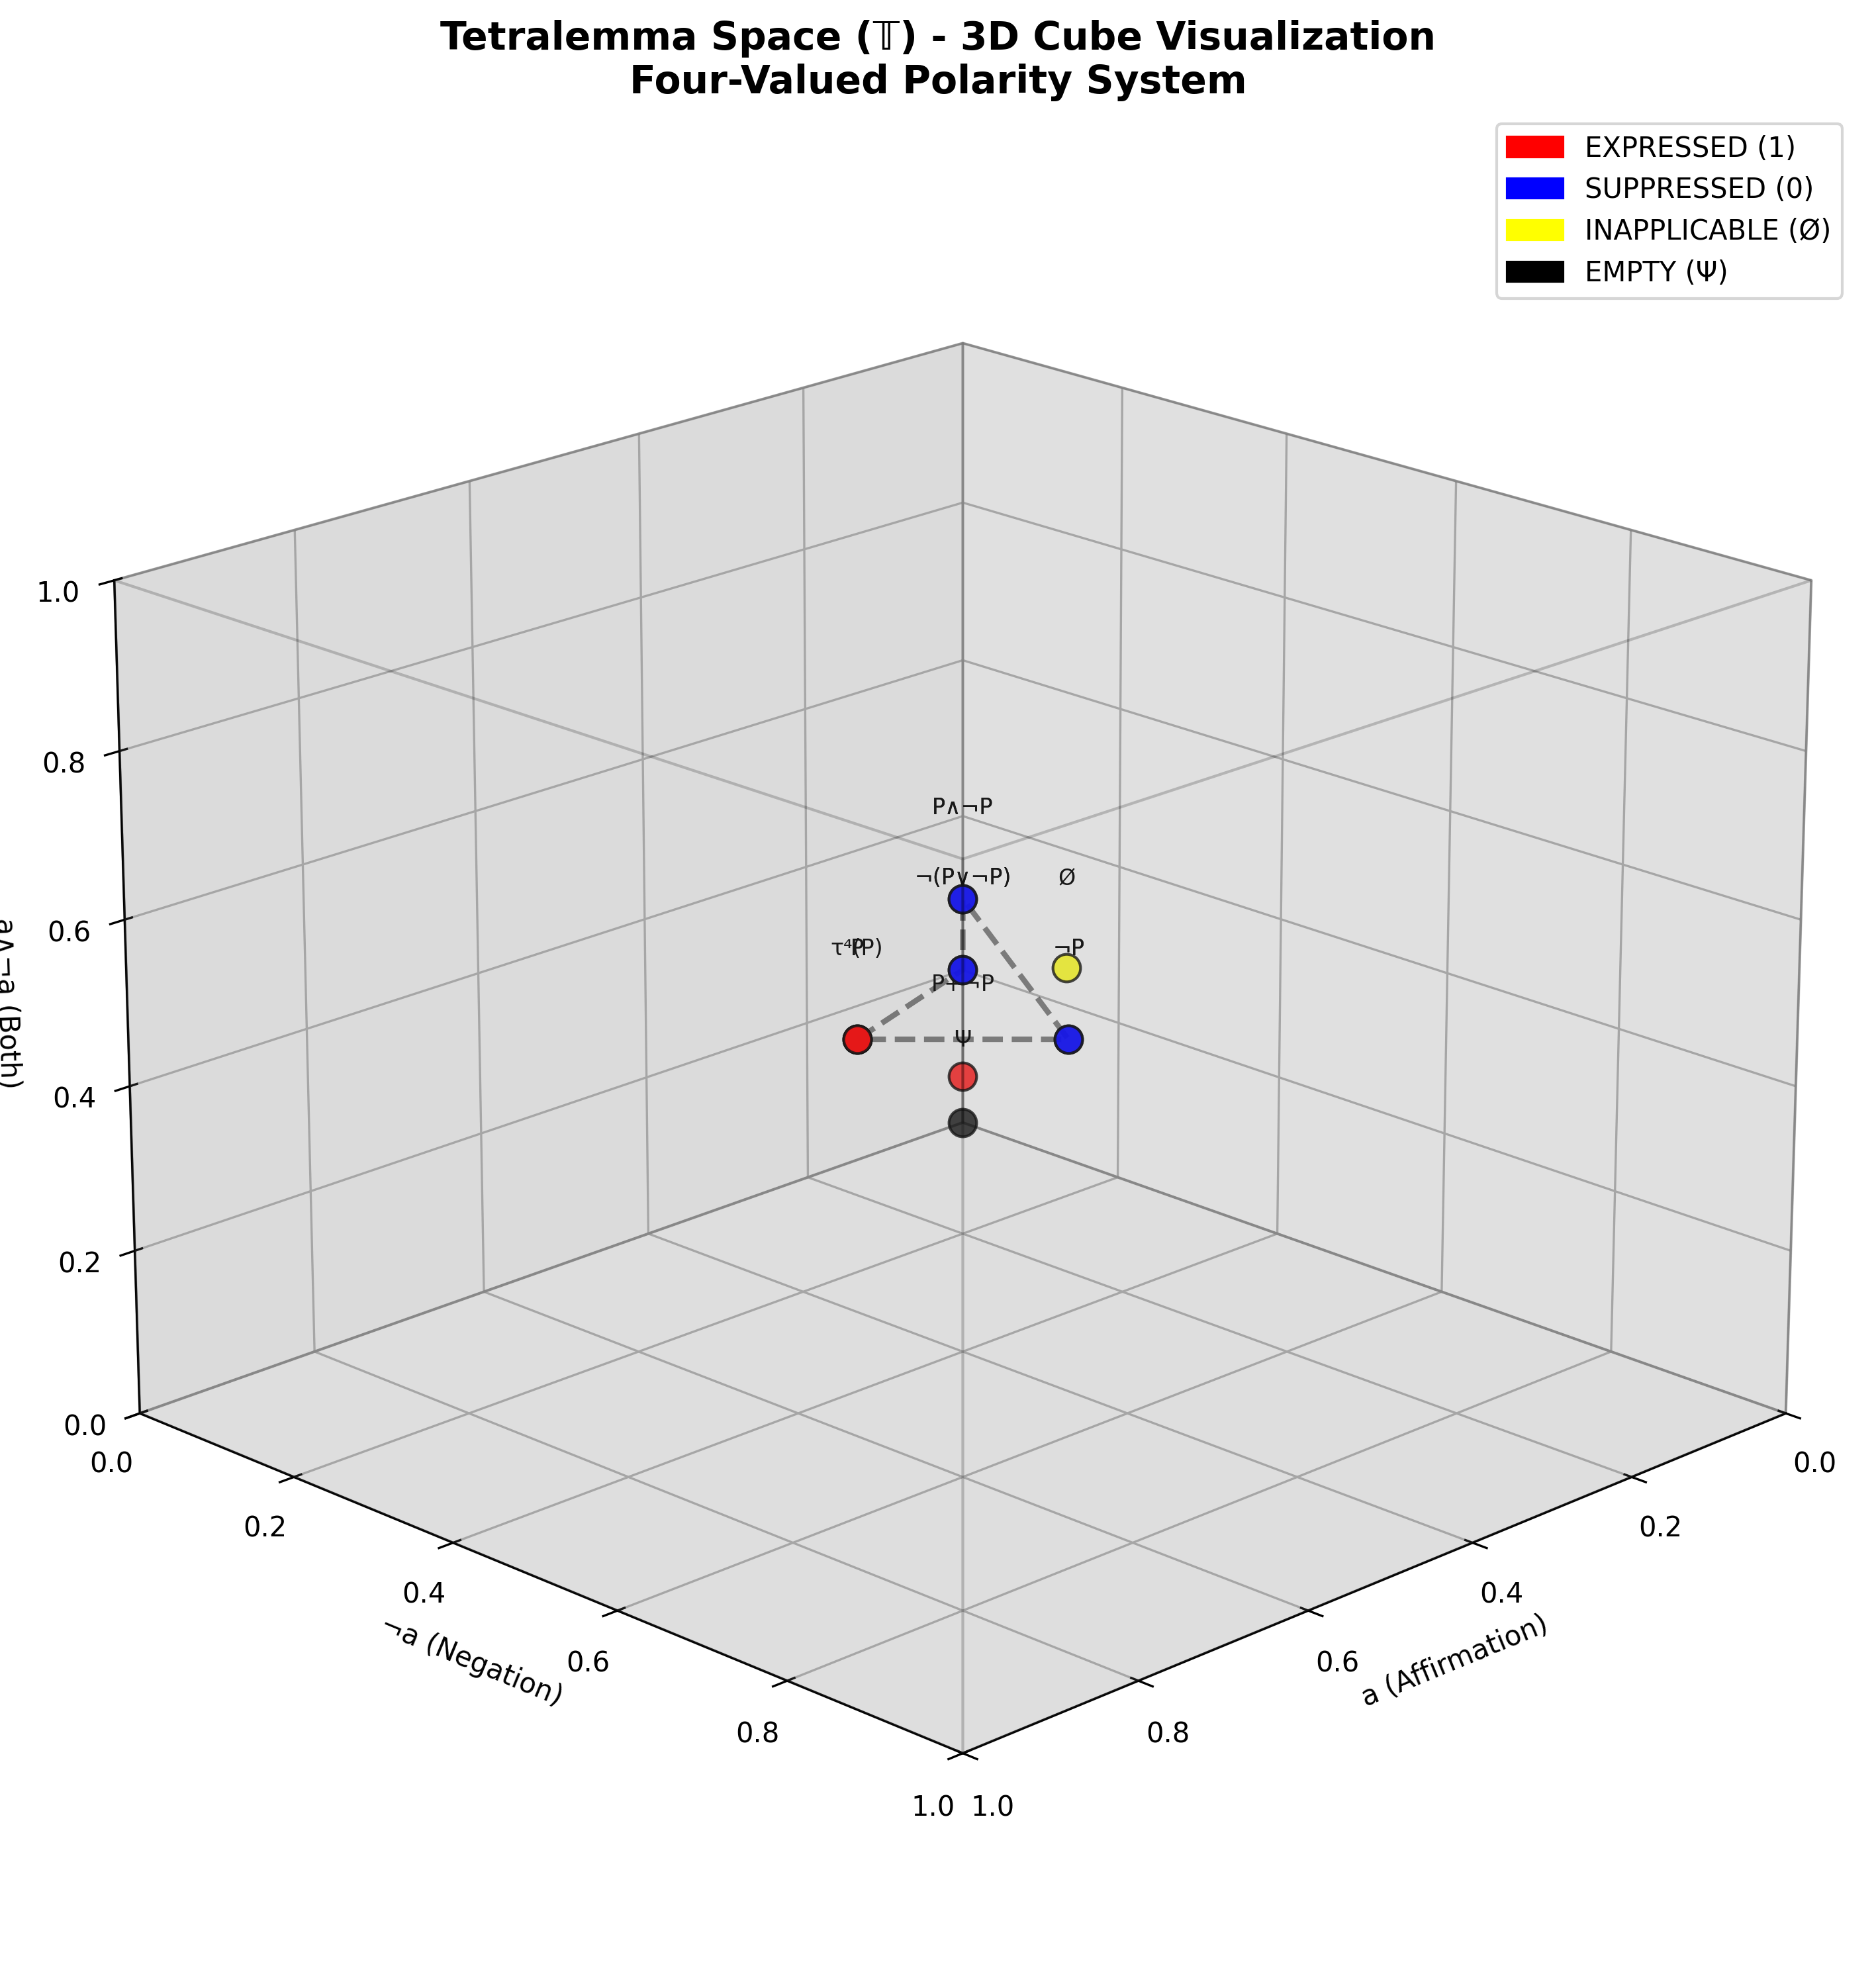 Tetralemma Space (𝕋) - 3D Cube Visualization
Four-Valued Polarity System
EXPRESSED (1)
SUPPRESSED (0)
INAPPLICABLE (Ø)
EMPTY (Ψ)
P∧¬P
¬(P∨¬P)
Ø
¬P
Ψ
1.0
0.8
0.6
0.4
0.2
0.0
a∧¬a (Both)
0.0
0.2
0.4
0.6
0.8
1.0
¬a (Negation)
0.0
0.2
0.4
0.6
0.8
1.0
a (Affirmation)